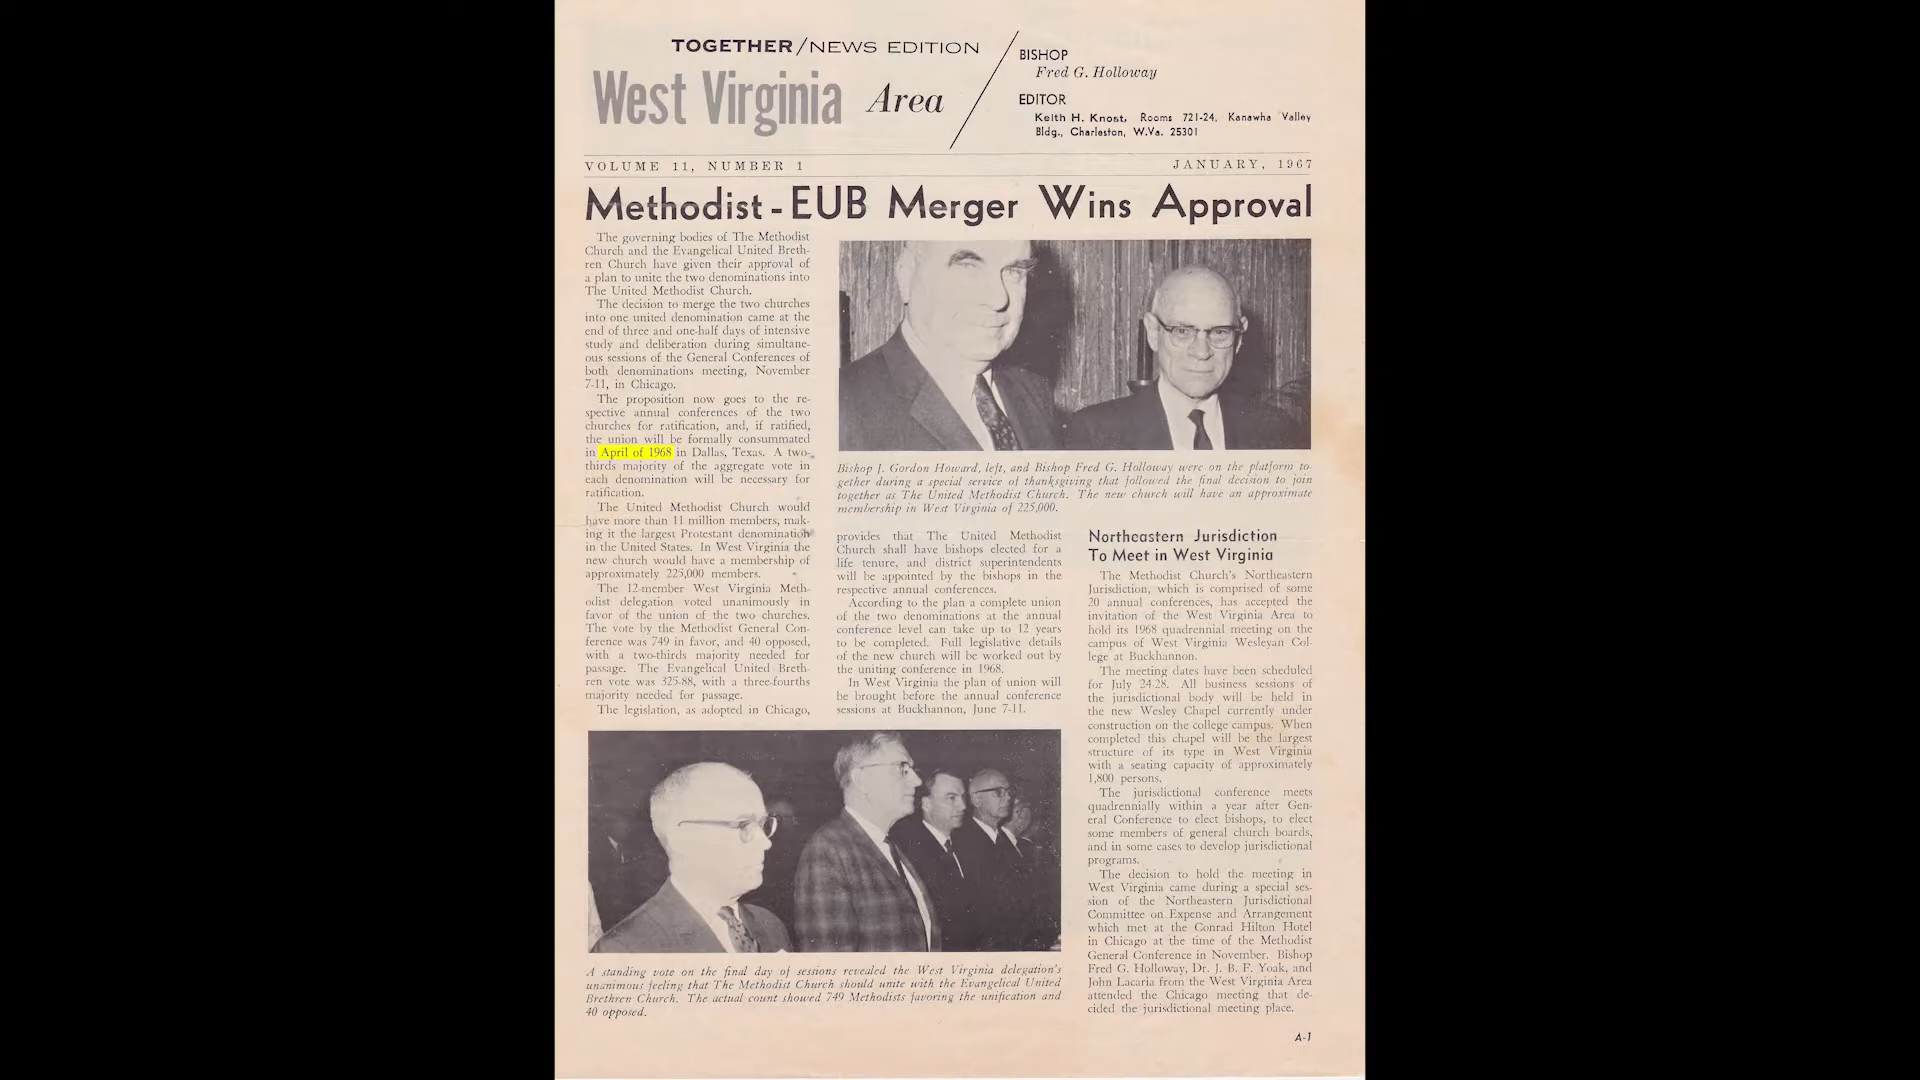 TOGETHER/NEWS EDITION
West Virginia Area
BISHOP
Fred G. Holloway
EDITOR
Keith H. Knost, Rooms 721-24, Kanawha Valley
Bldg., Charleston, W.Va. 25301
VOLUME 11, NUMBER 1
JANUARY, 1967
Methodist - EUB Merger Wins Approval
The governing bodies of The Methodist
Church and the Evangelical United Breth-
ren Church have given their approval of
a plan to unite the two denominations into
The United Methodist Church.
The decision to merge the two churches
into one united denomination came at the
end of three and one-half days of intensive
study and deliberation during simultane-
ous sessions of the General Conferences of
both denominations meeting, November
7-11, in Chicago.
The proposition now goes to the re-
spective annual conferences of the two
churches for ratification, and, if ratified,
the union will be formally consummated
in April of 1968 in Dallas, Texas. A two-
thirds majority of the aggregate vote in
each denomination will be necessary for
ratification.
The United Methodist Church would
have more than 11 million members, mak-
ing it the largest Protestant denomination
in the United States. In West Virginia the
new church would have a membership of
approximately 225,000 members.
The 12-member West Virginia Meth-
odist delegation voted unanimously in
favor of the union of the two churches.
The vote by the Methodist General Con-
ference was 749 in favor, and 40 opposed,
with a two-thirds majority needed for
passage. The Evangelical United Breth-
ren vote was 325-88, with a three-fourths
majority needed for passage.
The legislation, as adopted in Chicago,
Bishop J. Gordon Howard, left, and Bishop Fred G. Holloway were on the platform to-
gether during a special service of thanksgiving that followed the final decision to join
together as The United Methodist Church. The new church will have an approximate
membership in West Virginia of 225,000.
provides that The United Methodist
Church shall have bishops elected for a
life tenure, and district superintendents
will be appointed by the bishops in the
respective annual conferences.
According to the plan a complete union
of the two denominations at the annual
conference level can take up to 12 years
to be completed. Full legislative details
of the new church will be worked out by
the uniting conference in 1968.
In West Virginia the plan of union will
be brought before the annual conference
sessions at Buckhannon, June 7-11.
Northeastern Jurisdiction
To Meet in West Virginia
The Methodist Church's Northeastern
Jurisdiction, which is comprised of some
20 annual conferences, has accepted the
invitation of the West Virginia Area to
hold its 1968 quadrennial meeting on the
campus of West Virginia Wesleyan Col-
lege at Buckhannon.
The meeting dates have been scheduled
for July 24-28. All business sessions of
the jurisdictional body will be held in
the new Wesley Chapel currently under
construction on the college campus. When
completed this chapel will be the largest
structure of its type in West Virginia
with a seating capacity of approximately
1,800 persons.
The jurisdictional conference meets
quadrennially within a year after Gen-
eral Conference to elect bishops, to elect
some members of general church boards,
and in some cases to develop jurisdictional
programs.
The decision to hold the meeting in
West Virginia came during a special ses-
sion of the Northeastern Jurisdictional
Committee on Expense and Arrangement
which met at the Conrad Hilton Hotel
in Chicago at the time of the Methodist
General Conference in November. Bishop
Fred G. Holloway, Dr. J. B. F. Yoak, and
John Lacaria from the West Virginia Area
attended the Chicago meeting that de-
cided the jurisdictional meeting place.
A standing vote on the final day of sessions revealed the West Virginia delegation's
unanimous feeling that The Methodist Church should unite with the Evangelical United
Brethren Church. The actual count showed 749 Methodists favoring the unification and
40 opposed.
A-1